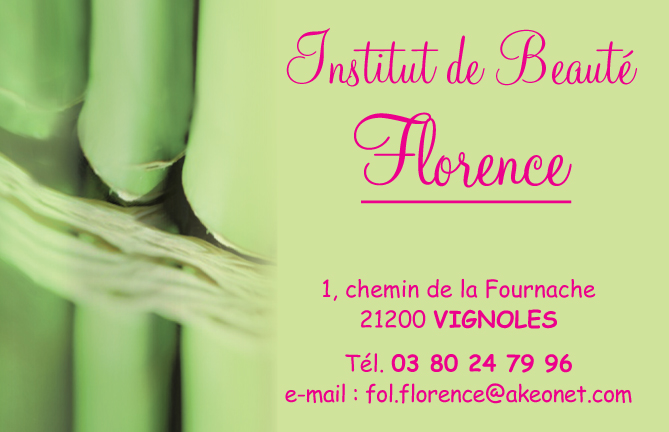 Institut de Beauté
Florence
1, chemin de la Fournache
21200 VIGNOLES
Tél. 03 80 24 79 96
e-mail : fol.florence@akeonet.com